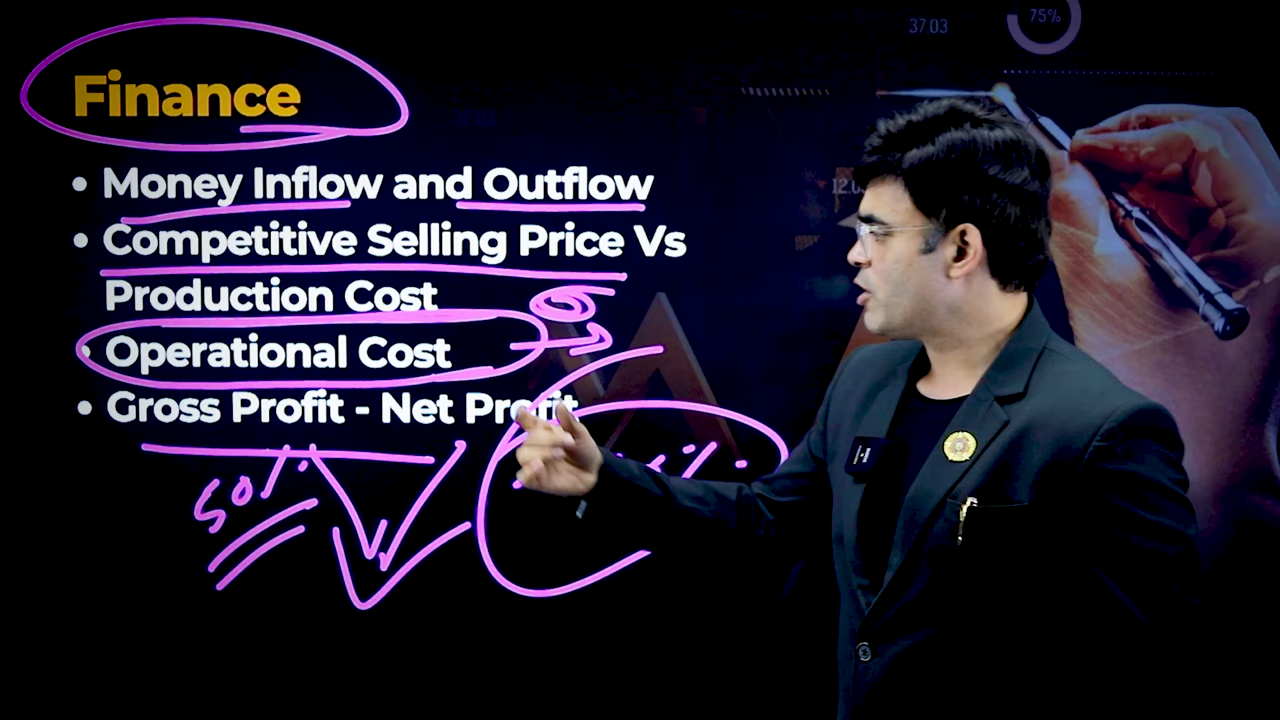 37 03
75%
Finance
• Money Inflow and Outflow
• Competitive Selling Price Vs
Production Cost
• Operational Cost
• Gross Profit - Net Profit
50%